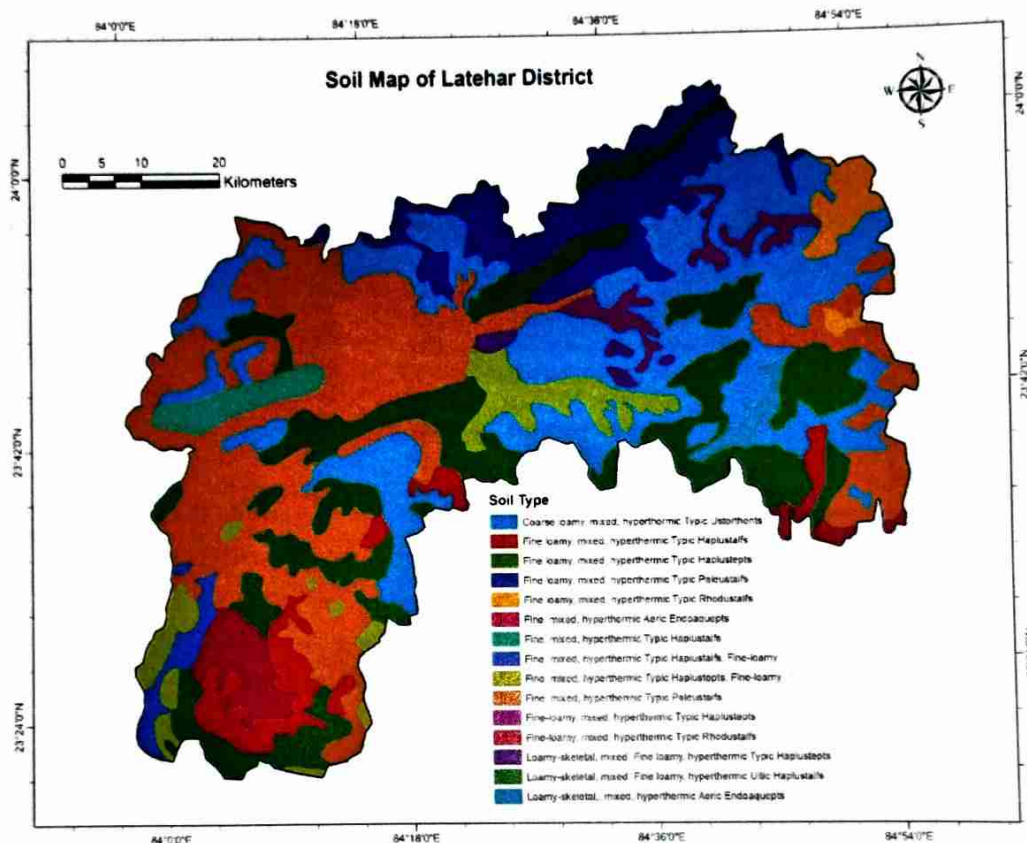 84°0'0"E 84°18'0"E 84°36'0"E 84°54'0"E
Soil Map of Latehar District
N
W E
S
0 5 10 20
Kilometers
24°0'0"N
24°0'0"N
23°42'0"N
23°42'0"N
23°24'0"N
Soil Type
Coarse loamy, mixed, hyperthermic Typic Ustorthents
Fine loamy, mixed, hyperthermic Typic Haplustalfs
Fine loamy, mixed, hyperthermic Typic Haplustepts
Fine loamy, mixed, hyperthermic Typic Paleustalfs
Fine loamy, mixed, hyperthermic Typic Rhodustalfs
Fine mixed, hyperthermic Aeric Endoaquepts
Fine, mixed, hyperthermic Typic Haplustalfs
Fine, mixed, hyperthermic Typic Haplustalfs, Fine-loamy
Fine, mixed, hyperthermic Typic Haplustepts, Fine-loamy
Fine, mixed, hyperthermic Typic Paleustalfs
Fine-loamy, mixed, hyperthermic Typic Haplustepts
Fine-loamy, mixed, hyperthermic Typic Rhodustalfs
Loamy-skeletal, mixed, Fine loamy, hyperthermic Typic Haplustepts
Loamy-skeletal, mixed, Fine loamy, hyperthermic Ultic Haplustalfs
Loamy-skeletal, mixed, hyperthermic Aeric Endoaquepts
84°0'0"E 84°18'0"E 84°36'0"E 84°54'0"E